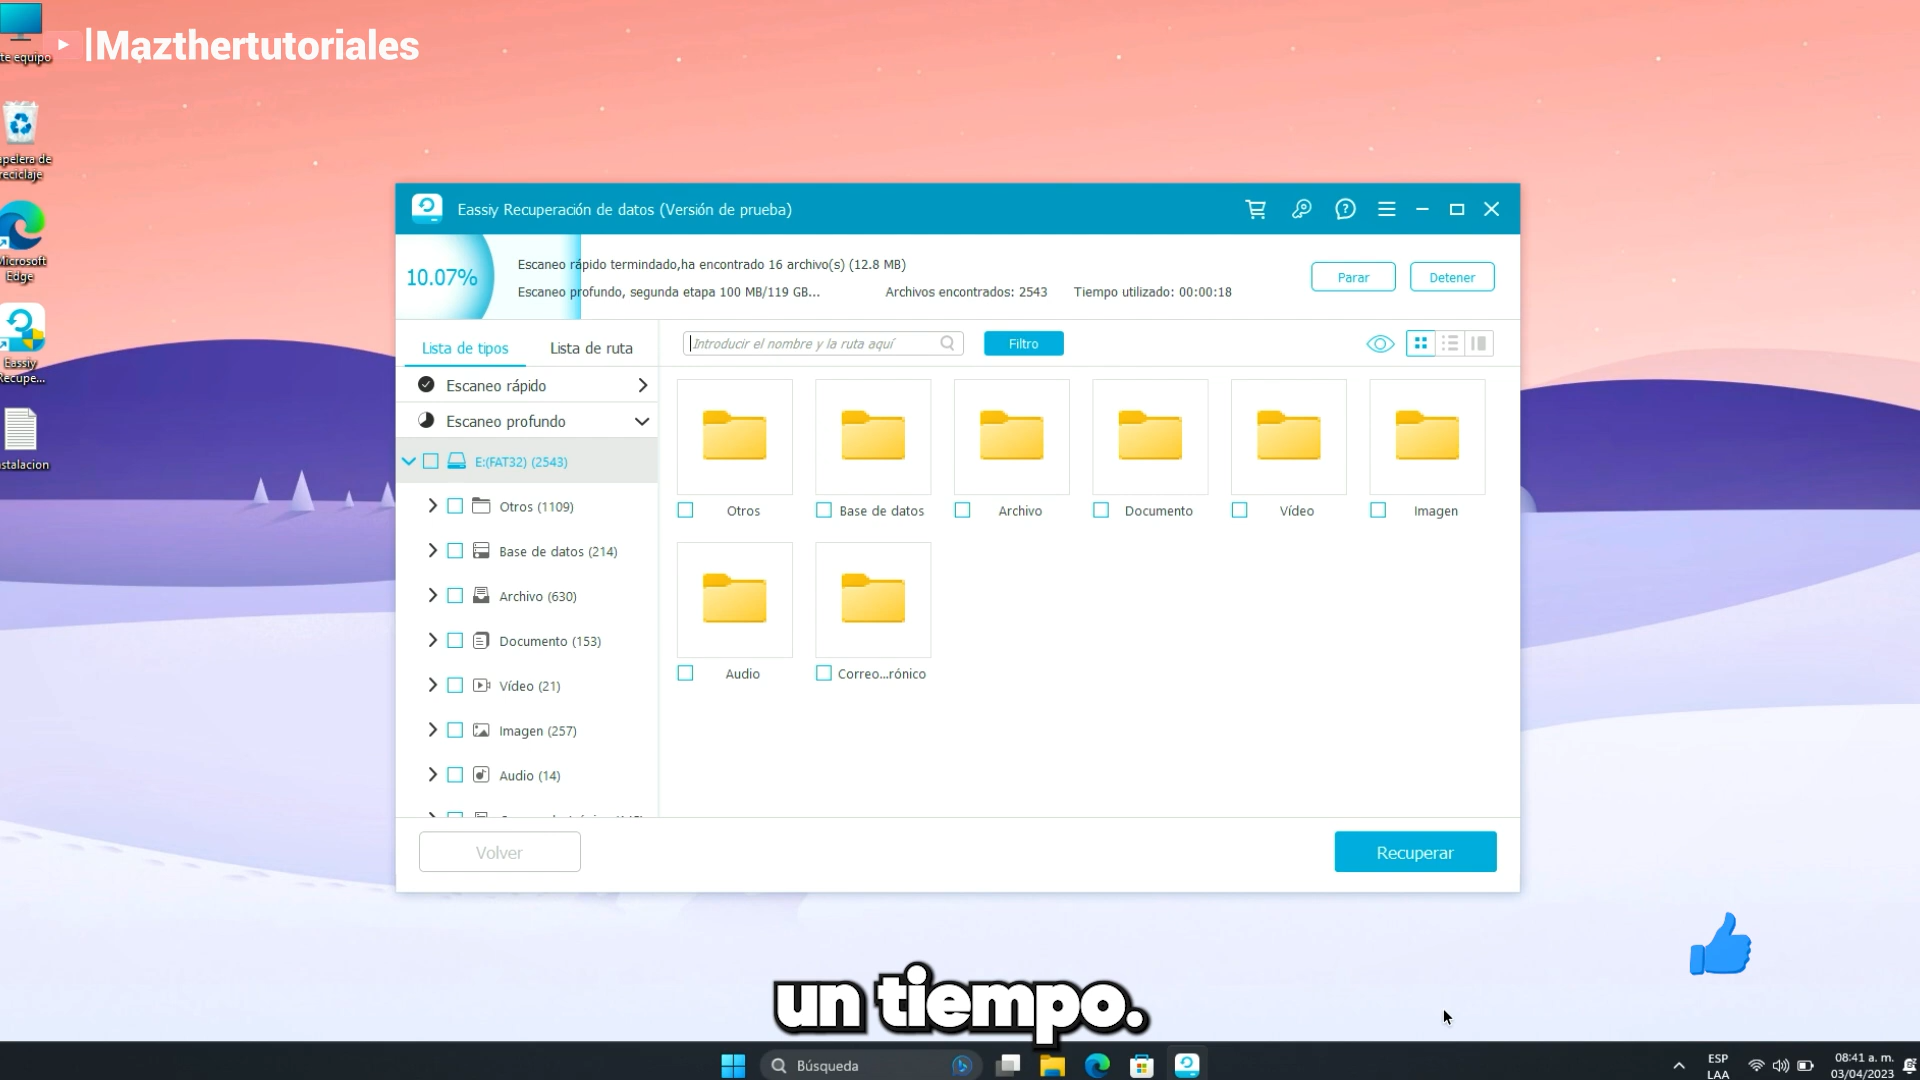 |Mazthertutoriales
te equipo
apelera de
reciclaje
Microsoft
Edge
Eassiy
Recupe...
nstalacion
Eassiy Recuperación de datos (Versión de prueba)
10.07%
Escaneo rápido termindado,ha encontrado 16 archivo(s) (12.8 MB)
Escaneo profundo, segunda etapa 100 MB/119 GB...
Archivos encontrados: 2543
Tiempo utilizado: 00:00:18
Parar
Detener
Lista de tipos
Lista de ruta
Introducir el nombre y la ruta aquí
Filtro
Escaneo rápido
Escaneo profundo
E:(FAT32) (2543)
Otros (1109)
Base de datos (214)
Archivo (630)
Documento (153)
Vídeo (21)
Imagen (257)
Audio (14)
Otros
Base de datos
Archivo
Documento
Vídeo
Imagen
Audio
Correo...rónico
Volver
Recuperar
un tiempo.
Búsqueda
ESP
LAA
08:41 a. m.
03/04/2023